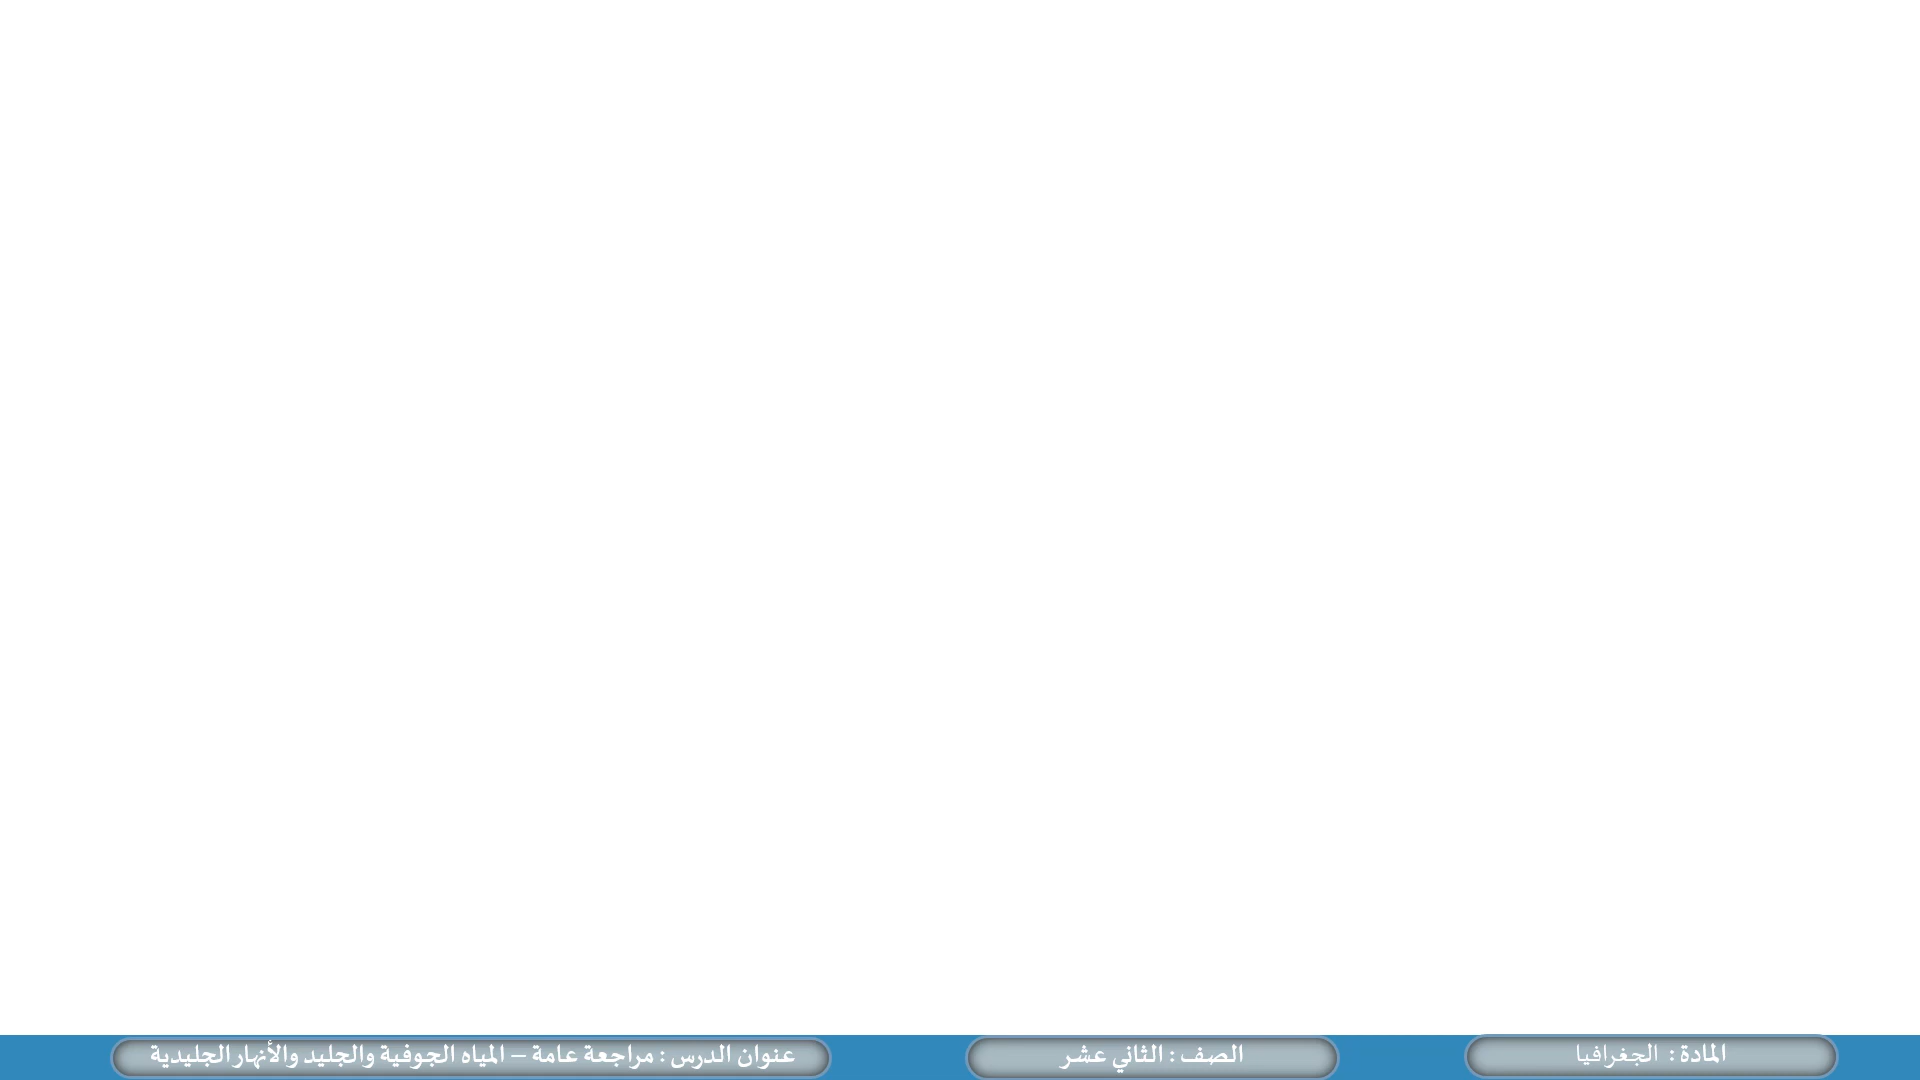 المادة : الجغرافيا
الصف : الثاني عشر
عنوان الدرس : مراجعة عامة – المياه الجوفية والجليد والأنهار الجليدية